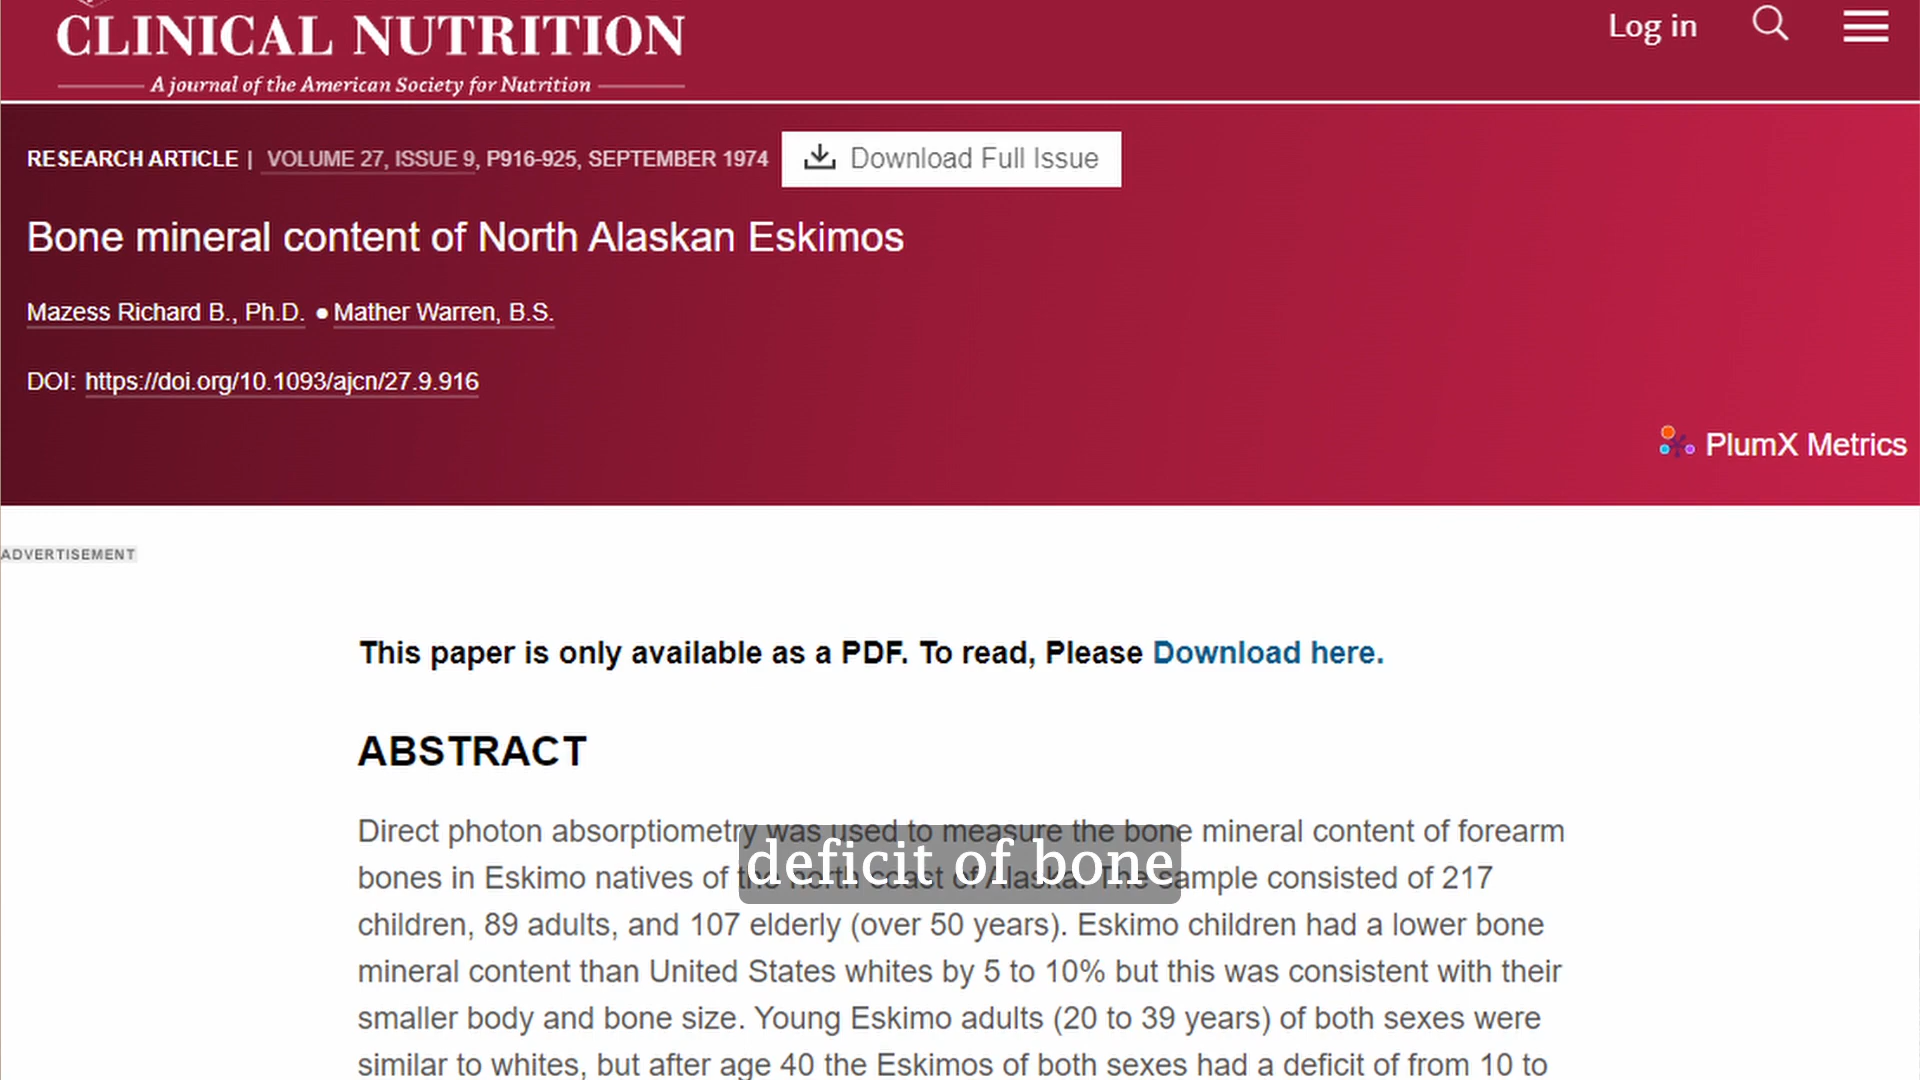 CLINICAL NUTRITION
A journal of the American Society for Nutrition
Log in
RESEARCH ARTICLE | VOLUME 27, ISSUE 9, P916-925, SEPTEMBER 1974
Download Full Issue
Bone mineral content of North Alaskan Eskimos
Mazess Richard B., Ph.D. • Mather Warren, B.S.
DOI: https://doi.org/10.1093/ajcn/27.9.916
PlumX Metrics
ADVERTISEMENT
This paper is only available as a PDF. To read, Please Download here.
ABSTRACT
Direct photon absorptiometry was used to measure the bone mineral content of forearm
bones in Eskimo natives of the north coast of Alaska. The sample consisted of 217
deficit of bone
children, 89 adults, and 107 elderly (over 50 years). Eskimo children had a lower bone
mineral content than United States whites by 5 to 10% but this was consistent with their
smaller body and bone size. Young Eskimo adults (20 to 39 years) of both sexes were
similar to whites, but after age 40 the Eskimos of both sexes had a deficit of from 10 to